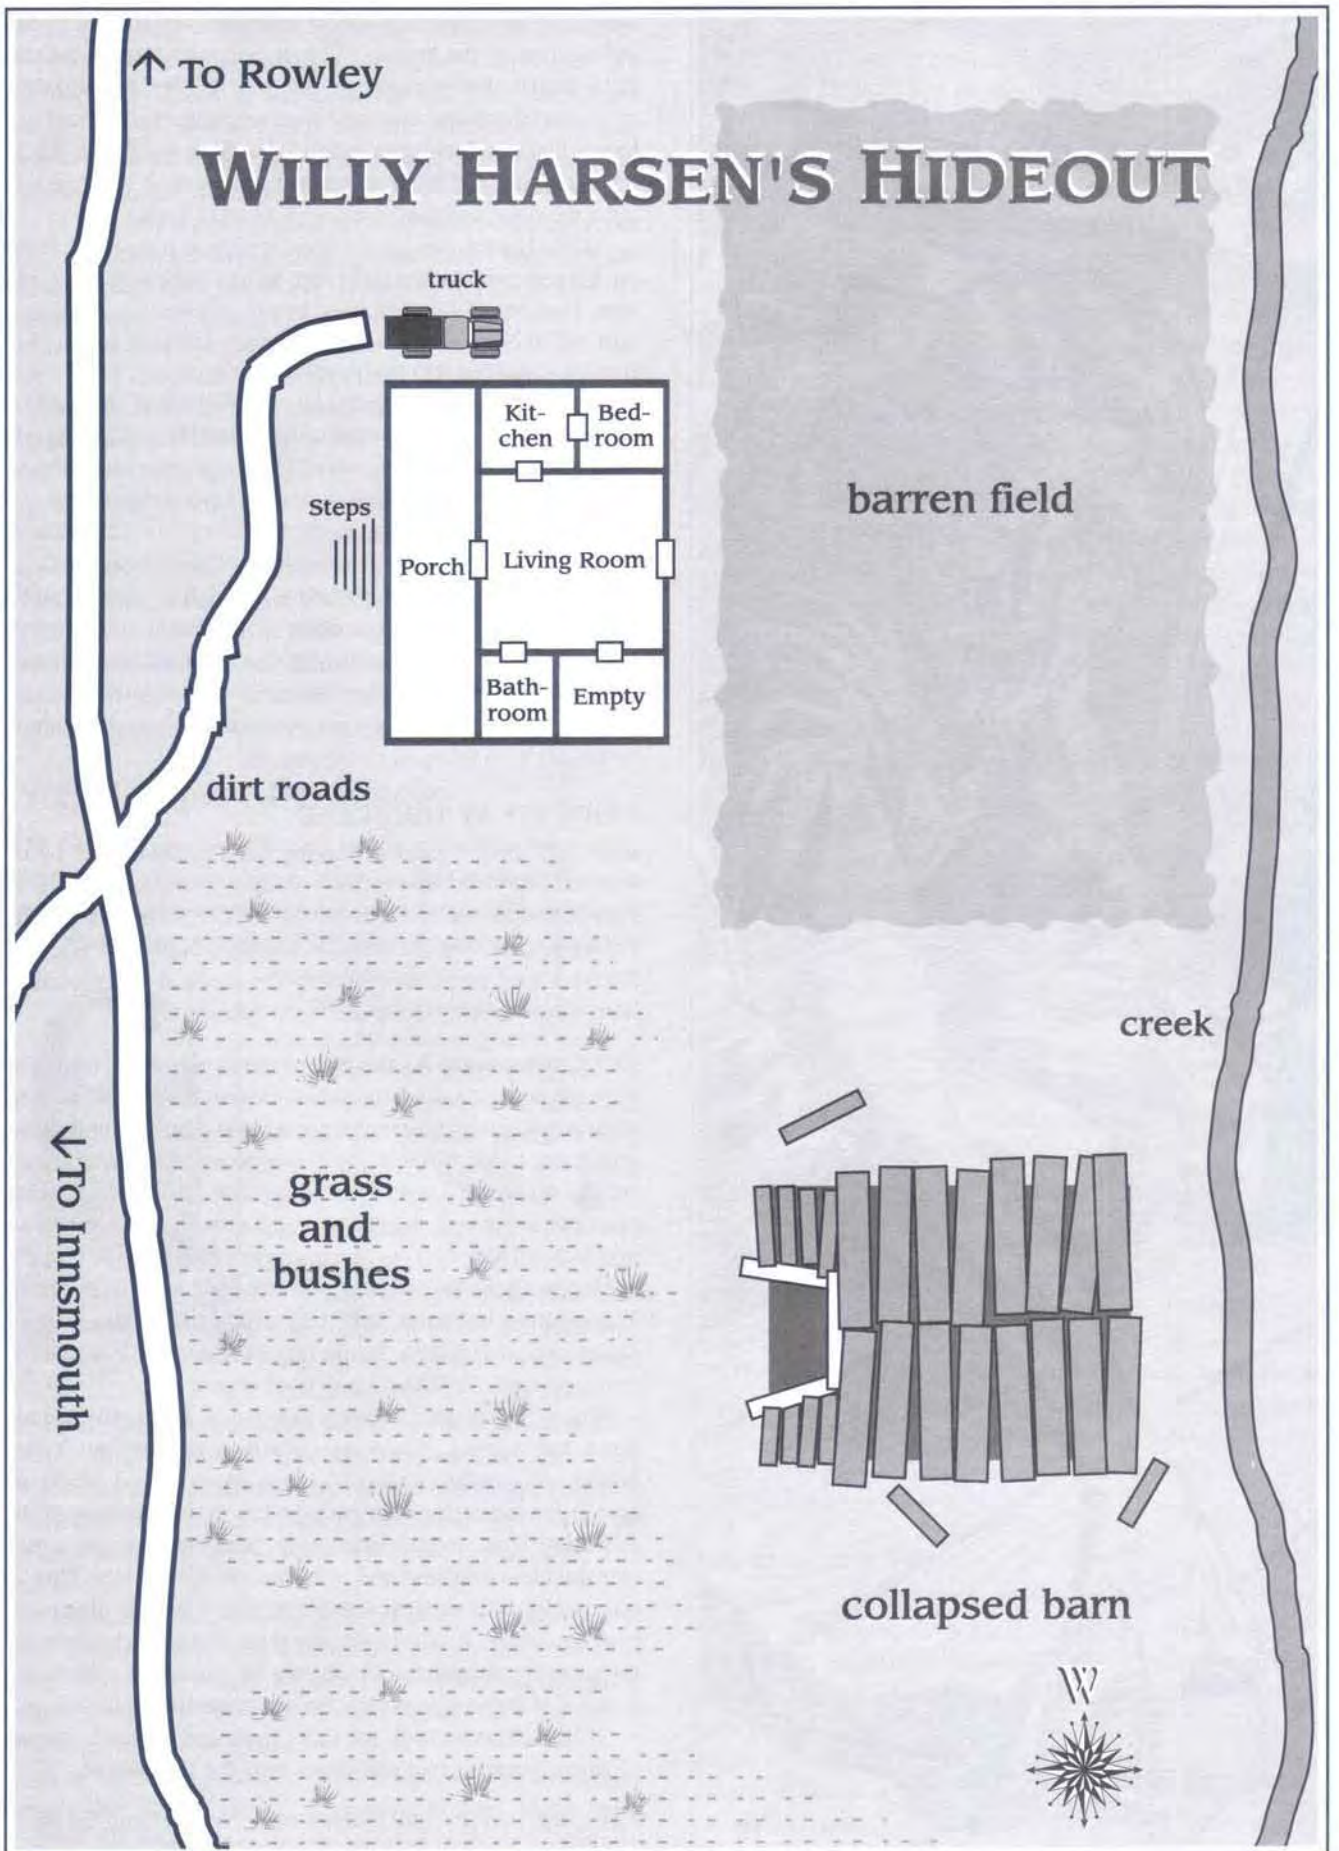 ↑ To Rowley
WILLY HARSEN'S HIDEOUT
truck
Kit-
chen
Bed-
room
Steps
Porch
Living Room
barren field
Bath-
room
Empty
dirt roads
creek
grass
and
bushes
↓ To Innsmouth
collapsed barn
W